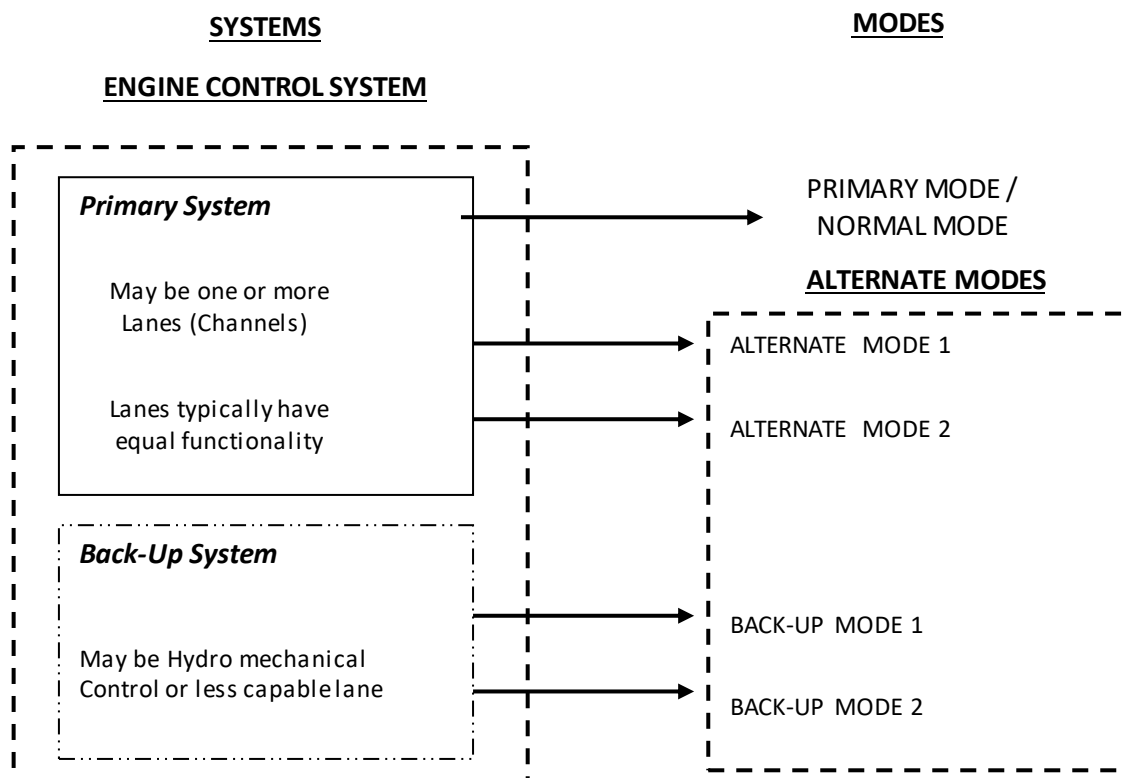 SYSTEMS
MODES
ENGINE CONTROL SYSTEM
Primary System
May be one or more
Lanes (Channels)
Lanes typically have
equal functionality
PRIMARY MODE /
NORMAL MODE
ALTERNATE MODES
ALTERNATE MODE 1
ALTERNATE MODE 2
Back-Up System
May be Hydro mechanical
Control or less capable lane
BACK-UP MODE 1
BACK-UP MODE 2